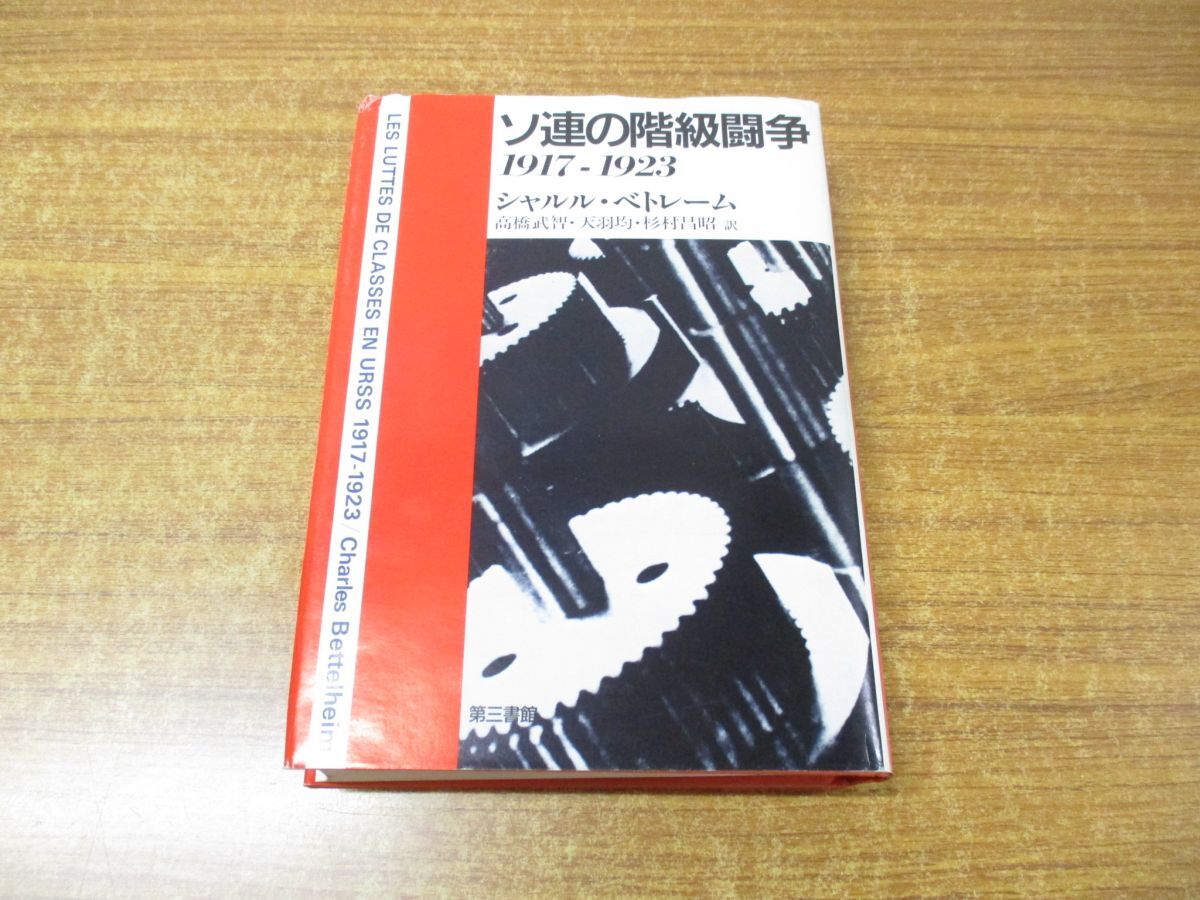 ソ連の階級闘争
1917-1923
シャルル・ベトレーム
高橋武智・天羽均・杉村昌昭 訳
LES LUTTES DE CLASSES EN URSS 1917-1923/Charles Bettelheim
第三書館